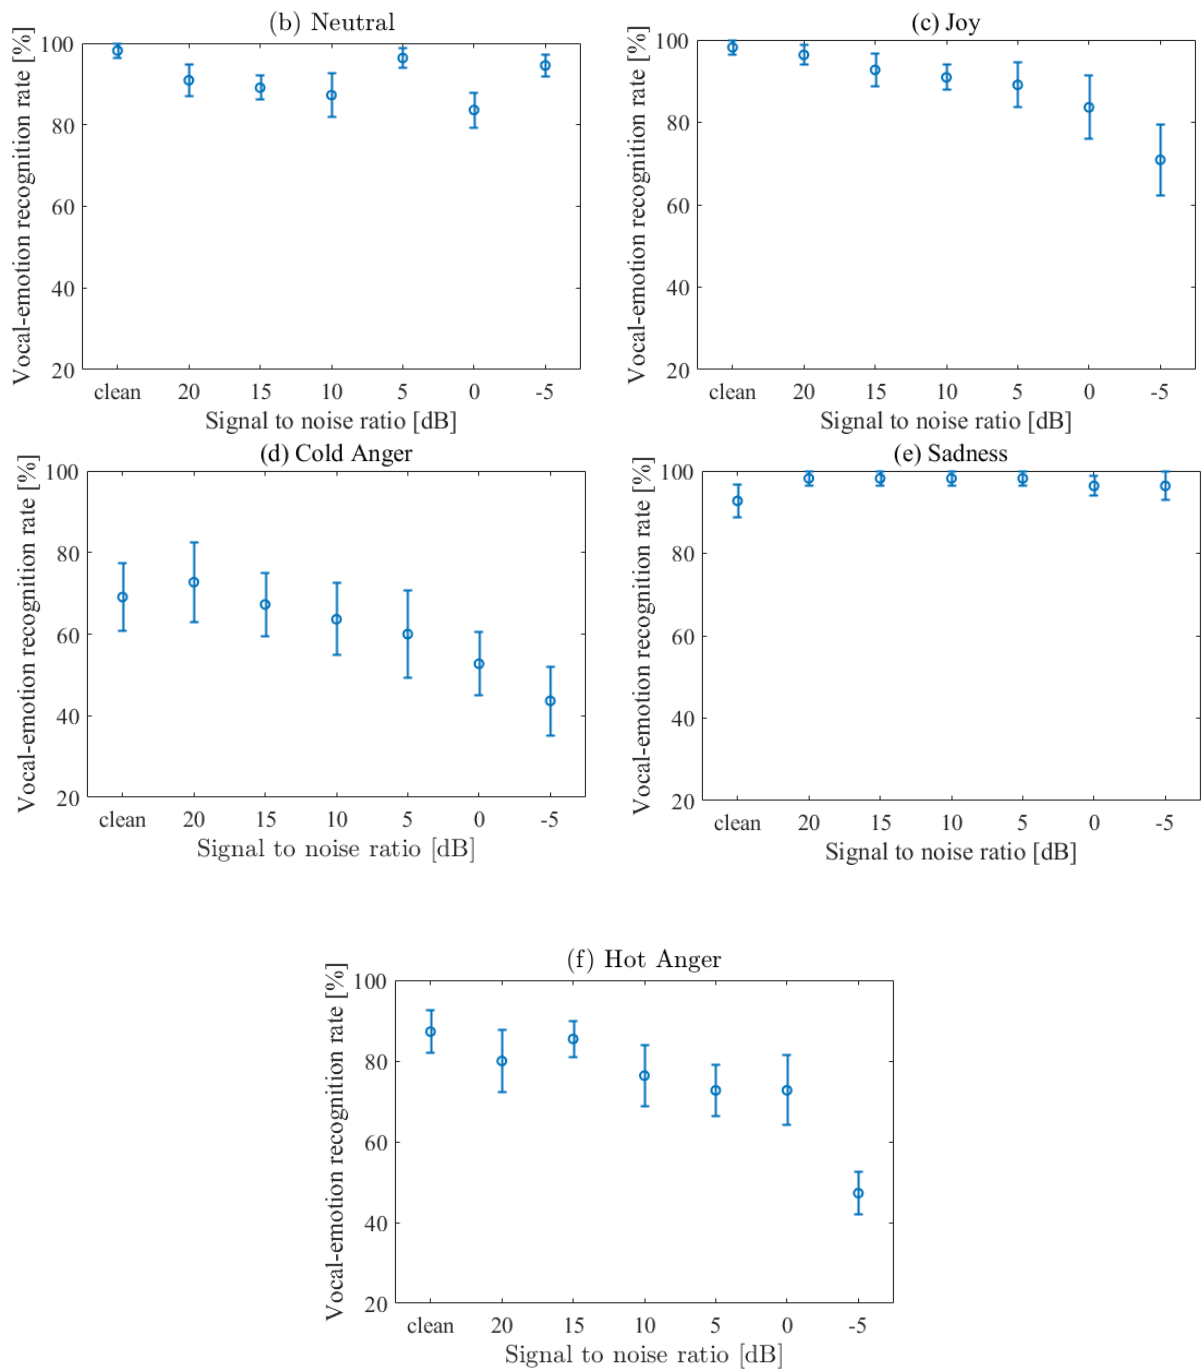 (b) Neutral
Vocal-emotion recognition rate [%]
100
80
60
40
20
clean 20 15 10 5 0 -5
Signal to noise ratio [dB]
(c) Joy
Vocal-emotion recognition rate [%]
100
80
60
40
20
clean 20 15 10 5 0 -5
Signal to noise ratio [dB]
(d) Cold Anger
Vocal-emotion recognition rate [%]
100
80
60
40
20
clean 20 15 10 5 0 -5
Signal to noise ratio [dB]
(e) Sadness
Vocal-emotion recognition rate [%]
100
80
60
40
20
clean 20 15 10 5 0 -5
Signal to noise ratio [dB]
(f) Hot Anger
Vocal-emotion recognition rate [%]
100
80
60
40
20
clean 20 15 10 5 0 -5
Signal to noise ratio [dB]